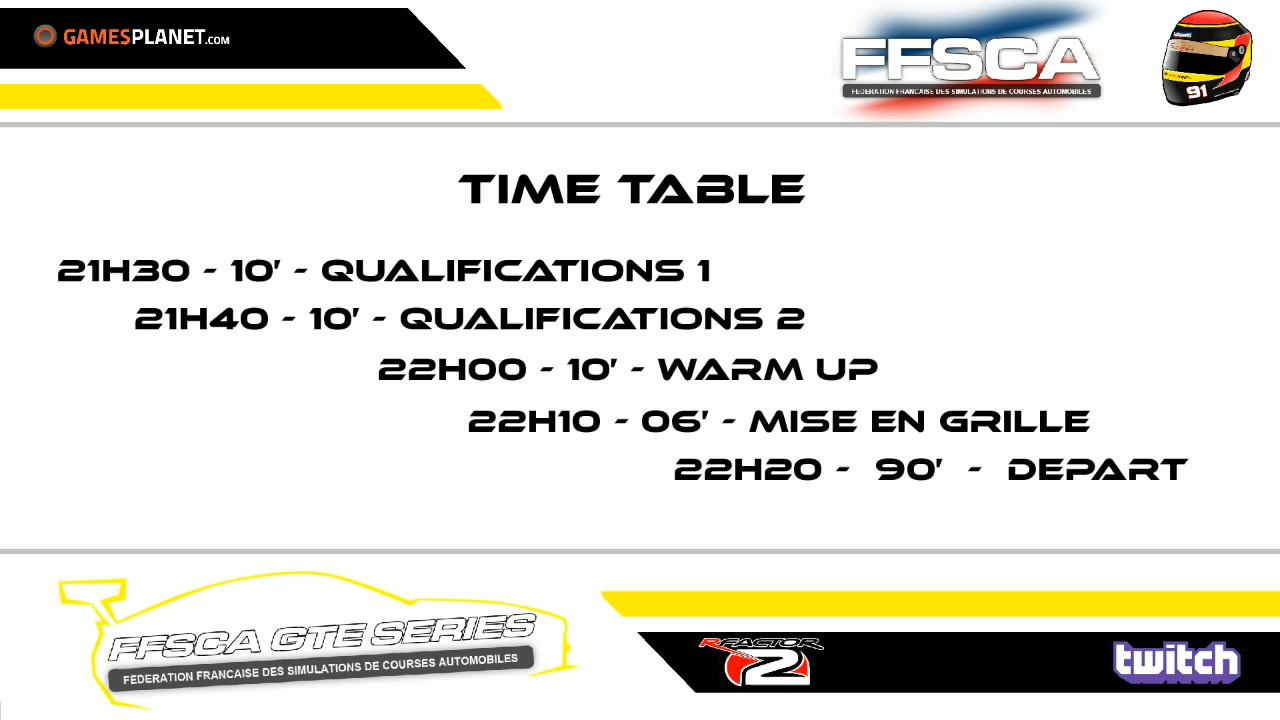 GAMESPLANET.COM
FFSCA
FEDERATION FRANCAISE DES SIMULATIONS DE COURSES AUTOMOBILES
91
TIME TABLE
21H30 - 10' - QUALIFICATIONS 1
21H40 - 10' - QUALIFICATIONS 2
22H00 - 10' - WARM UP
22H10 - 06' - MISE EN GRILLE
22H20 - 90' - DEPART
FFSCA GTE SERIES
FEDERATION FRANCAISE DES SIMULATIONS DE COURSES AUTOMOBILES
RFACTOR
2
twitch